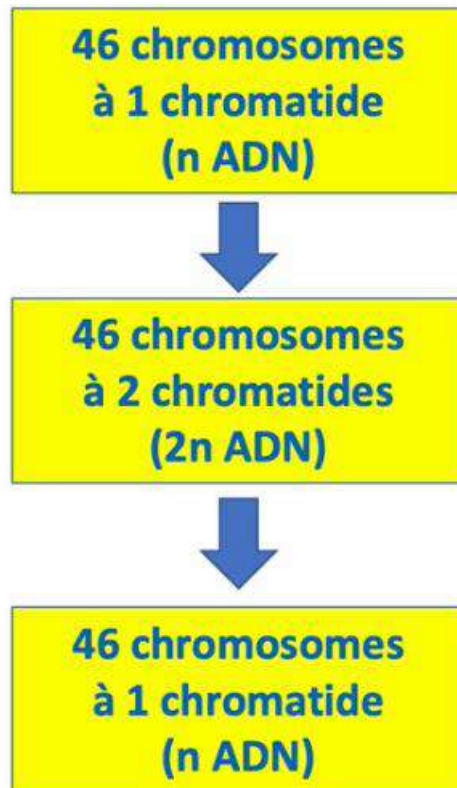 46 chromosomes
à 1 chromatide
(n ADN)
46 chromosomes
à 2 chromatides
(2n ADN)
46 chromosomes
à 1 chromatide
(n ADN)